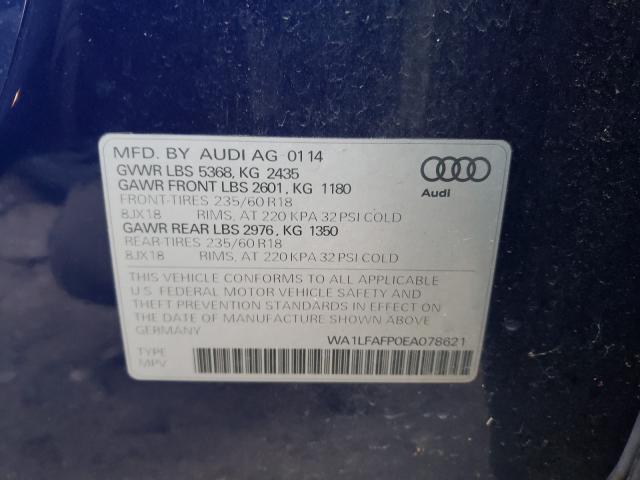 MFD. BY AUDI AG 01 14
GVWR LBS 5368, KG 2435
GAWR FRONT LBS 2601, KG 1180
FRONT-TIRES 235/60 R18
8JX18 RIMS, AT 220 KPA 32 PSI COLD
GAWR REAR LBS 2976, KG 1350
REAR-TIRES 235/60 R18
8JX18 RIMS, AT 220 KPA 32 PSI COLD
Audi
THIS VEHICLE CONFORMS TO ALL APPLICABLE
U.S. FEDERAL MOTOR VEHICLE SAFETY AND
THEFT PREVENTION STANDARDS IN EFFECT ON
THE DATE OF MANUFACTURE SHOWN ABOVE
GERMANY
WA1LFAFP0EA078621
TYPE
MPV